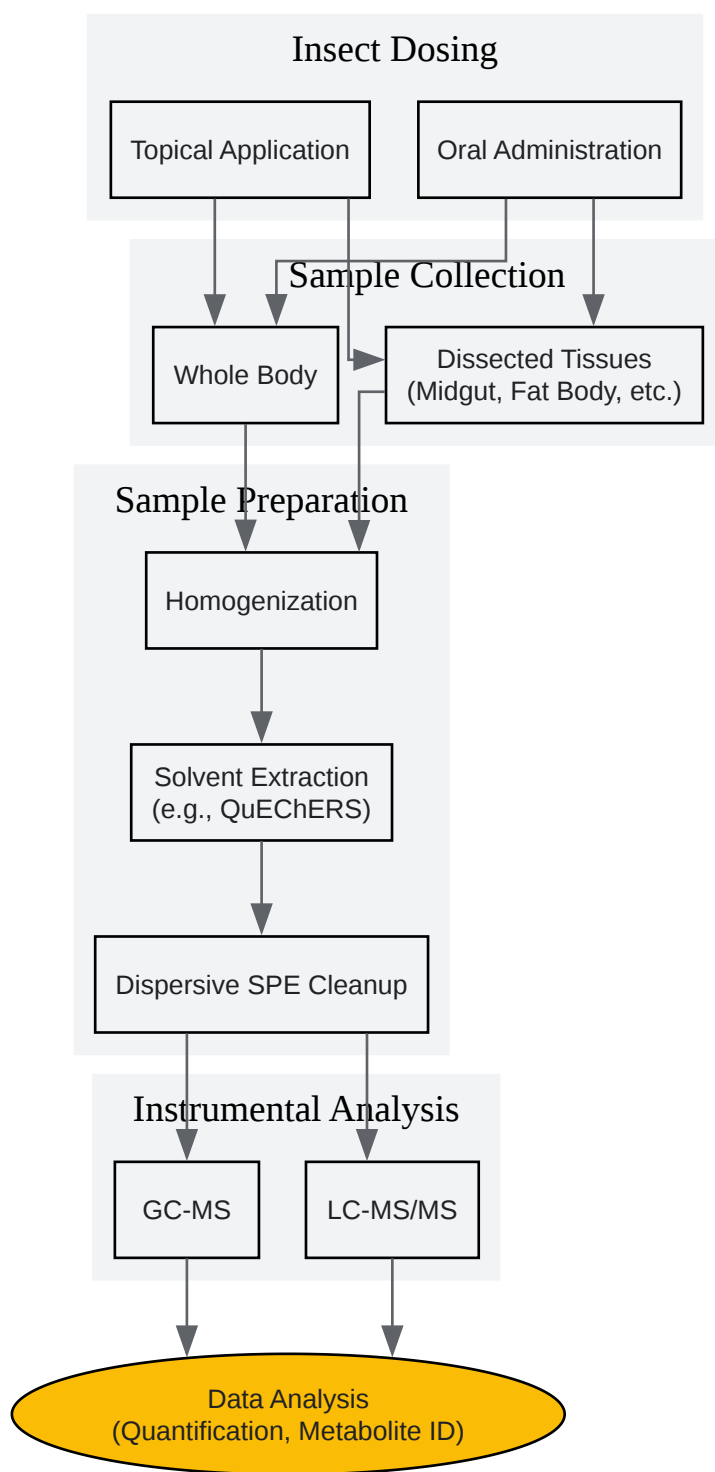 Insect Dosing
Topical Application
Oral Administration
Sample Collection
Whole Body
Dissected Tissues
(Midgut, Fat Body, etc.)
Sample Preparation
Homogenization
Solvent Extraction
(e.g., QuEChERS)
Dispersive SPE Cleanup
Instrumental Analysis
GC-MS
LC-MS/MS
Data Analysis
(Quantification, Metabolite ID)